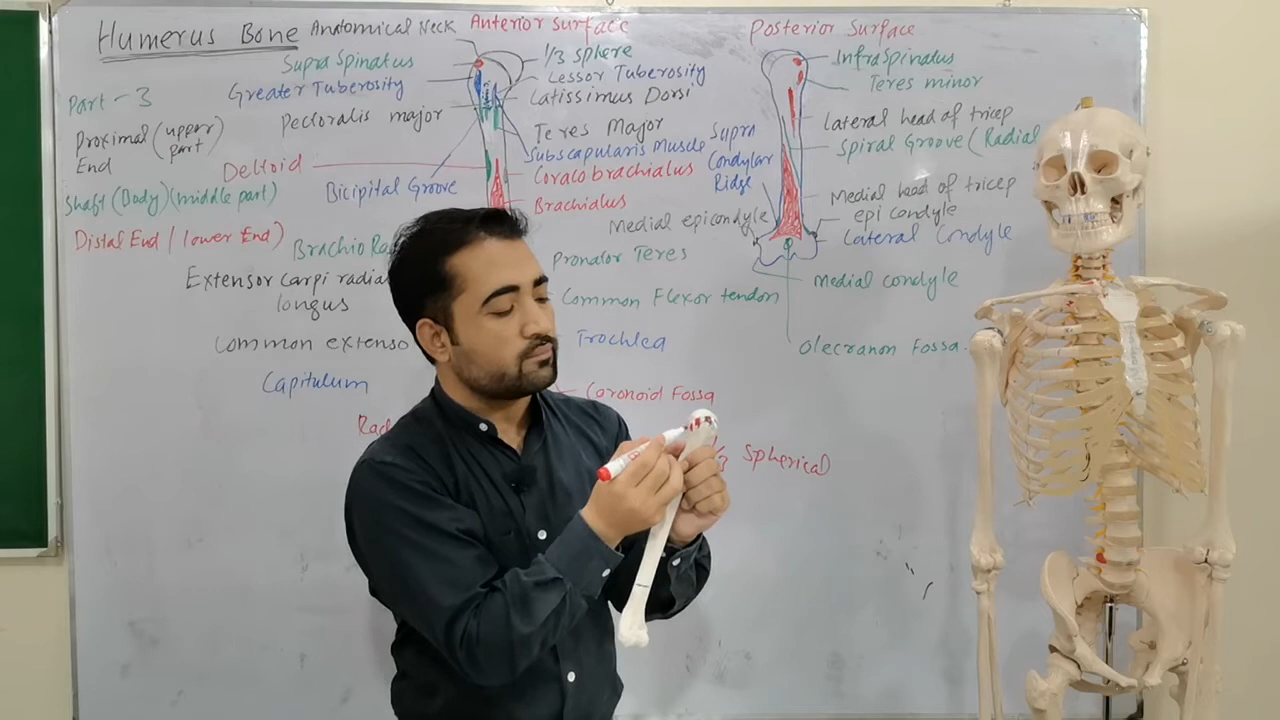 Humerus Bone
Part - 3
Proximal (upper part)
End
Shaft (Body) (middle part)
Distal End / lower End)
Anatomical Neck
Anterior surface
Supra Spinatus
Greater Tuberosity
Pectoralis major
Deltoid
Bicipital Groove
Brachio
Extensor carpi radia
longus
Common extenso
Capitulum
Rad
1/3 Sphere
Lessor Tuberosity
Latissimus Dorsi
Teres Major
Subscapularis Muscle
Coraco brachialus
Brachialus
Pronator Teres
Common Flexor tendon
Trochlea
Coronoid Fossa
Spherical
Posterior Surface
Infraspinatus
Teres minor
Lateral head of tricep
Spiral Groove (Radial
Supra
Condylar
Ridge
Medial head of tricep
Medial epicondyle
epi condyle
Lateral Condyle
Medial condyle
Olecranon Fossa.